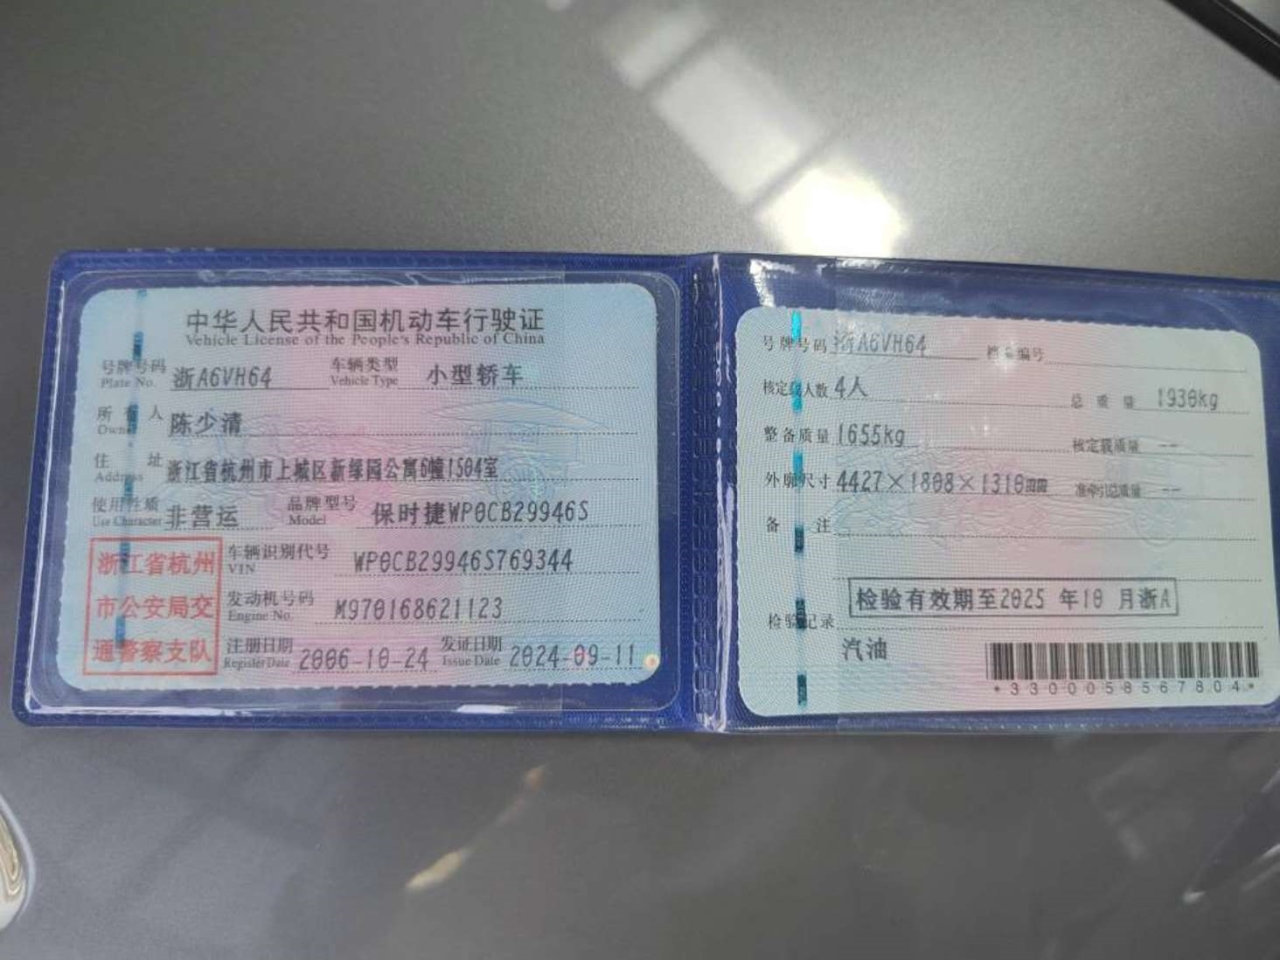 中华人民共和国机动车行驶证
Vehicle License of the People's Republic of China
号牌号码 浙A6VH64 车辆类型 小型轿车
Plate No. Vehicle Type
所有人 陈少清
Owner
住址 浙江省杭州市上城区新绿园公寓6幢1504室
Address
使用性质 非营运 品牌型号 保时捷WP0CB29946S
Use Character Model
浙江省杭州
市公安局交
通警察支队
车辆识别代号 WP0CB29946S769344
VIN
发动机号码 M970168621123
Engine No.
注册日期 2006-10-24 发证日期 2024-09-11
Register Date Issue Date
号牌号码 浙A6VH64 档案编号
核定载人数 4人 总质量 1930kg
整备质量 1655kg 核定载质量 --
外廓尺寸 4427×1808×1310mm 准牵引总质量 --
备注
检验有效期至2025 年10 月浙A
检验记录
汽油
*3300058567804*